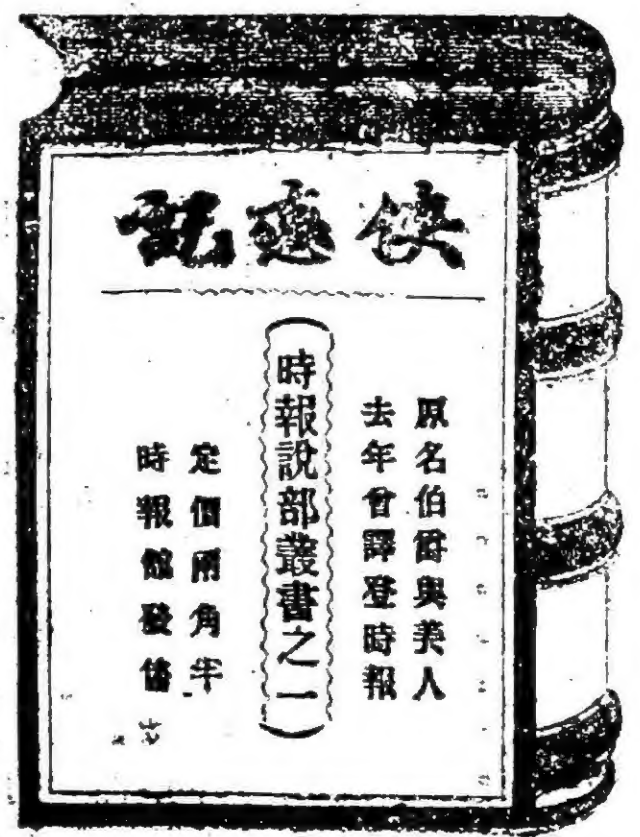 俠戀記
原名伯爵與美人
去年曾譯登時報
時報說部叢書之一
定價兩角半
時報館發售